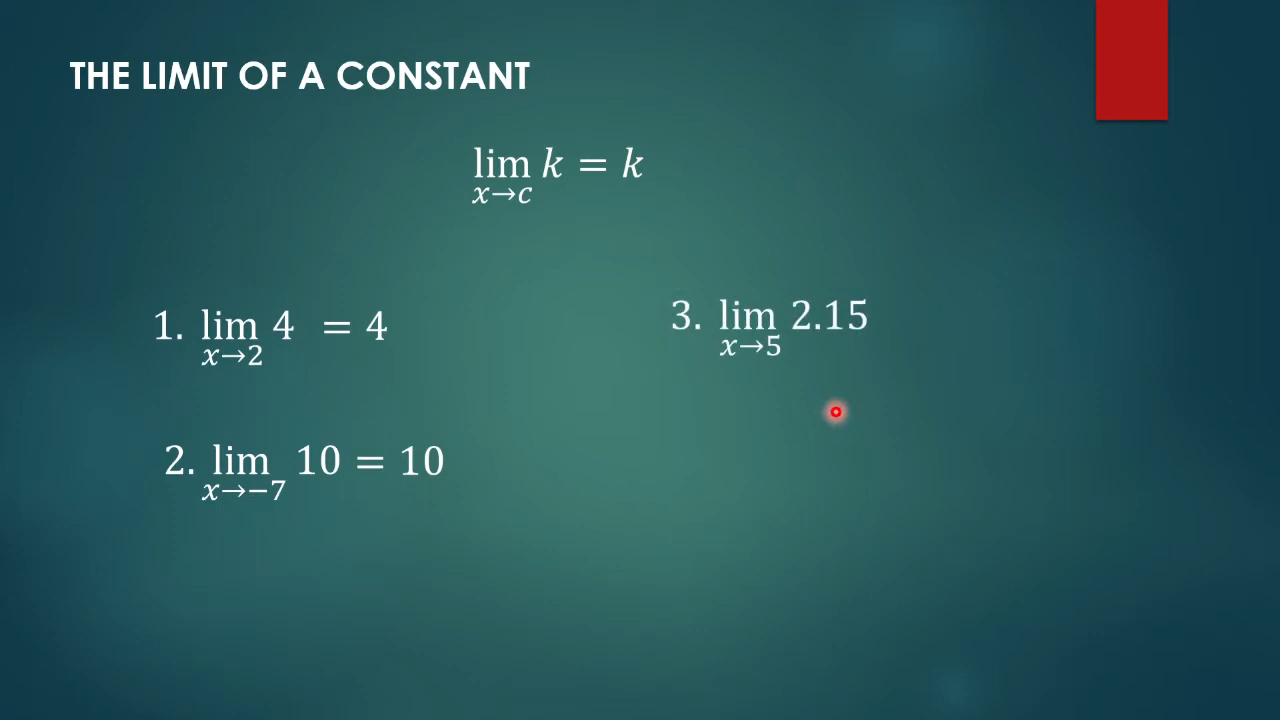 THE LIMIT OF A CONSTANT
lim k = k
x→c
1. lim 4 = 4
x→2
2. lim 10 = 10
x→−7
3. lim 2.15
x→5